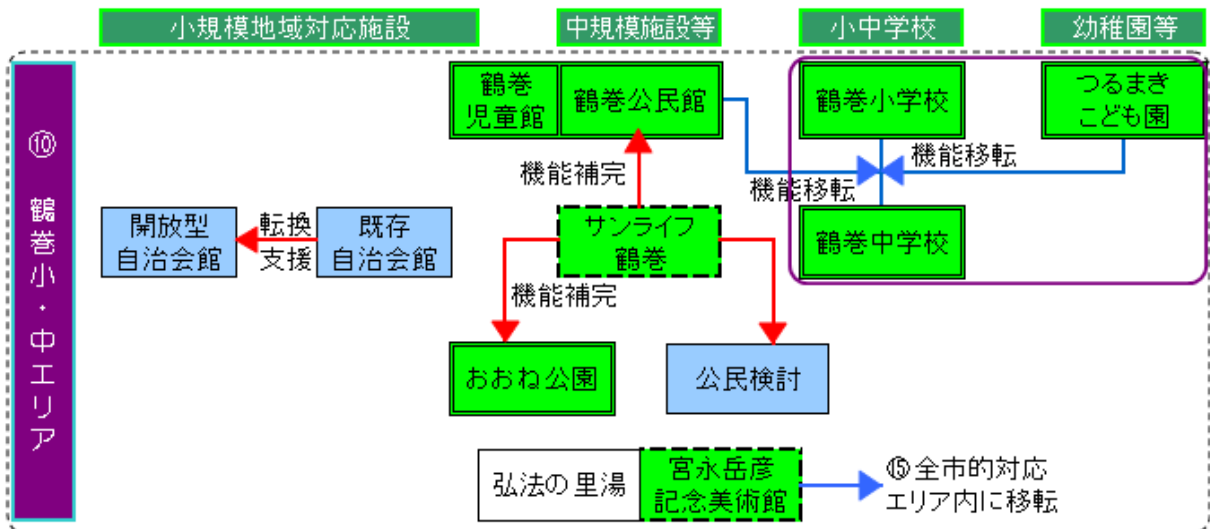 小規模地域対応施設
中規模施設等
小中学校
幼稚園等
⑩ 鶴巻小・中エリア
鶴巻
児童館
鶴巻公民館
鶴巻小学校
つるまき
こども園
機能補完
機能移転
機能移転
開放型
自治会館
転換
支援
既存
自治会館
サンライフ
鶴巻
鶴巻中学校
機能補完
おおね公園
公民検討
弘法の里湯
宮永岳彦
記念美術館
⑮全市的対応
エリア内に移転